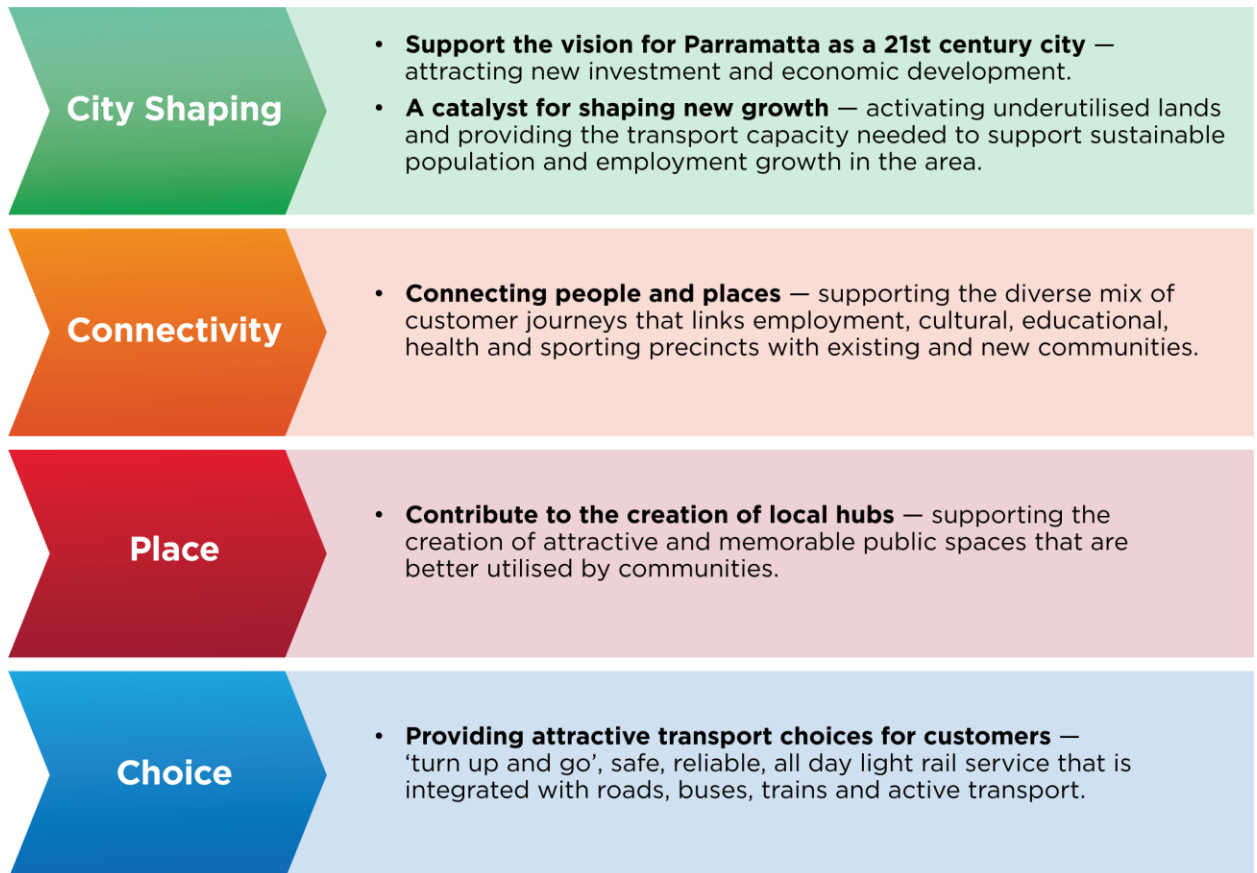 City Shaping
• Support the vision for Parramatta as a 21st century city —
attracting new investment and economic development.
• A catalyst for shaping new growth — activating underutilised lands
and providing the transport capacity needed to support sustainable
population and employment growth in the area.
Connectivity
• Connecting people and places — supporting the diverse mix of
customer journeys that links employment, cultural, educational,
health and sporting precincts with existing and new communities.
Place
• Contribute to the creation of local hubs — supporting the
creation of attractive and memorable public spaces that are
better utilised by communities.
Choice
• Providing attractive transport choices for customers —
‘turn up and go’, safe, reliable, all day light rail service that is
integrated with roads, buses, trains and active transport.